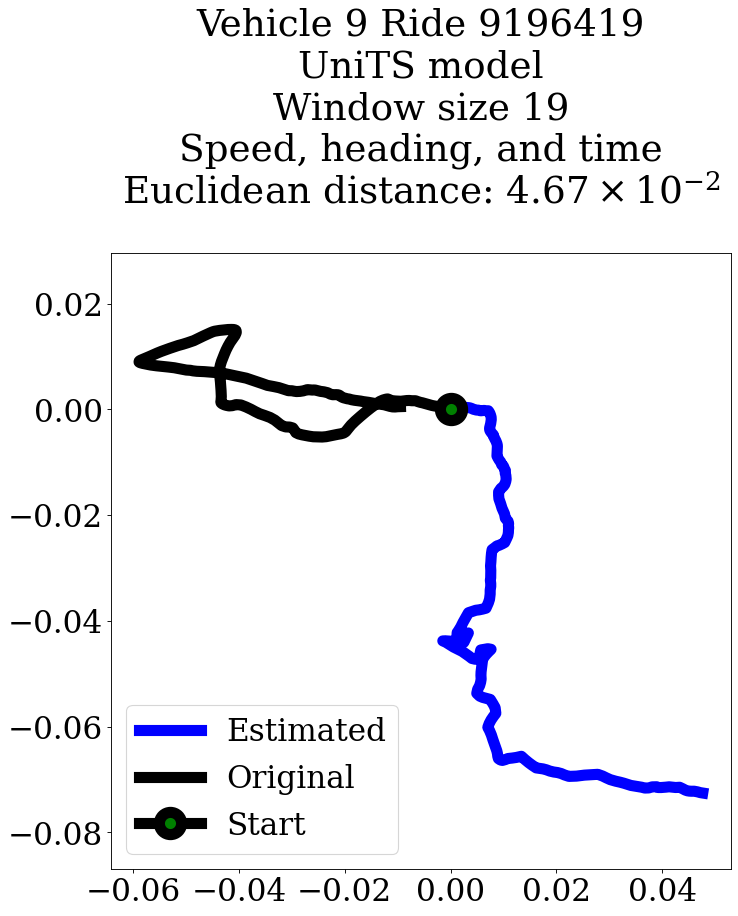 Vehicle 9 Ride 9196419
UniTS model
Window size 19
Speed, heading, and time
Euclidean distance: 4.67 × 10⁻²
0.02
0.00
−0.02
−0.04
−0.06
−0.08
Estimated
Original
Start
−0.06 −0.04 −0.02 0.00 0.02 0.04